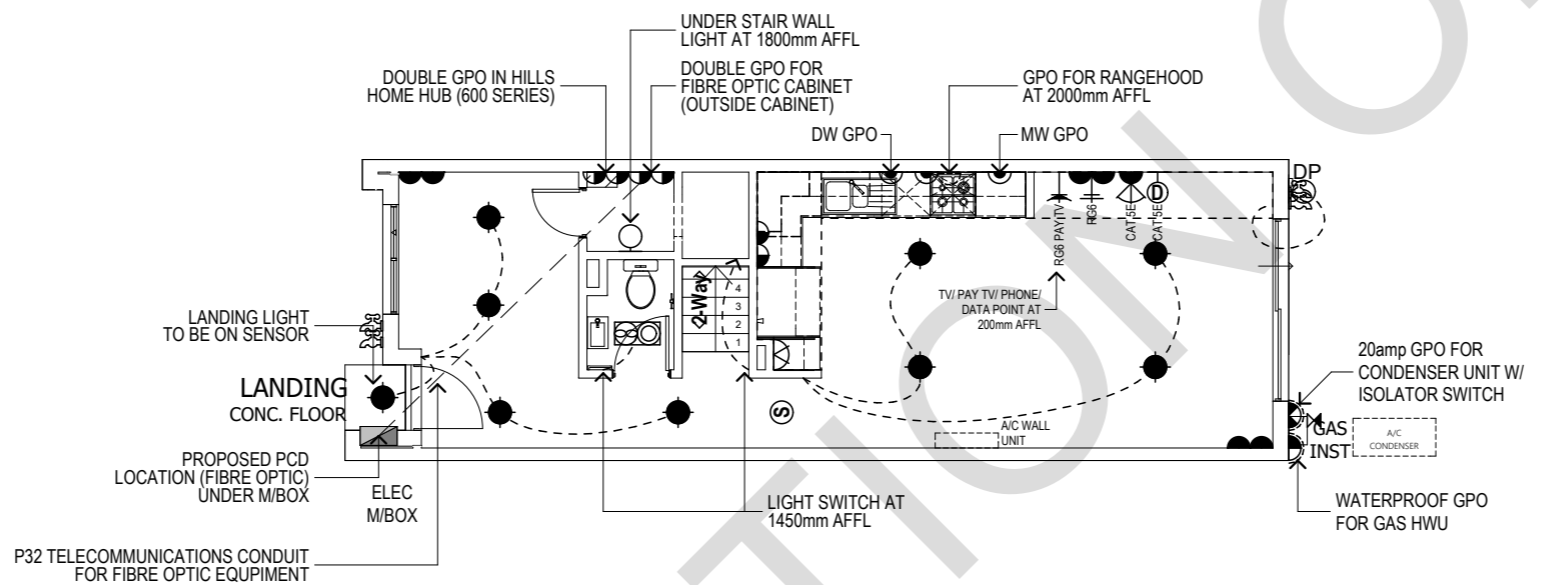 UNDER STAIR WALL
LIGHT AT 1800mm AFFL
DOUBLE GPO IN HILLS
HOME HUB (600 SERIES)
DOUBLE GPO FOR
FIBRE OPTIC CABINET
(OUTSIDE CABINET)
GPO FOR RANGEHOOD
AT 2000mm AFFL
DW GPO
MW GPO
DP
D
RG6 PAY TV
RG6
CAT 5E
CAT 5E
2-Way
4
3
2
1
TV/ PAY TV/ PHONE/
DATA POINT AT
200mm AFFL
LANDING LIGHT
TO BE ON SENSOR
LANDING
CONC. FLOOR
20amp GPO FOR
CONDENSER UNIT W/
ISOLATOR SWITCH
S
A/C WALL
UNIT
GAS
INST
A/C
CONDENSER
PROPOSED PCD
LOCATION (FIBRE OPTIC)
UNDER M/BOX
ELEC
M/BOX
LIGHT SWITCH AT
1450mm AFFL
WATERPROOF GPO
FOR GAS HWU
P32 TELECOMMUNICATIONS CONDUIT
FOR FIBRE OPTIC EQUPIMENT
TION O